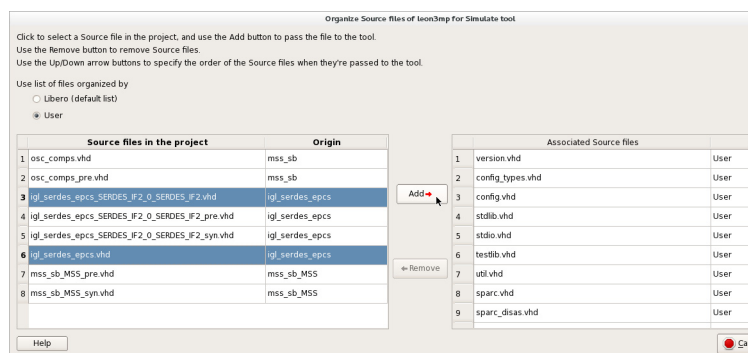 Organize Source files of leon3mp for Simulate tool
Click to select a Source file in the project, and use the Add button to pass the file to the tool.
Use the Remove button to remove Source files.
Use the Up/Down arrow buttons to specify the order of the Source files when they're passed to the tool.
Use list of files organized by
Libero (default list)
User
Source files in the project Origin
1 osc_comps.vhd mss_sb
2 osc_comps_pre.vhd mss_sb
3 igl_serdes_epcs_SERDES_IF2_0_SERDES_IF2.vhd igl_serdes_epcs
4 igl_serdes_epcs_SERDES_IF2_0_SERDES_IF2_pre.vhd igl_serdes_epcs
5 igl_serdes_epcs_SERDES_IF2_0_SERDES_IF2_syn.vhd igl_serdes_epcs
6 igl_serdes_epcs.vhd igl_serdes_epcs
7 mss_sb_MSS_pre.vhd mss_sb_MSS
8 mss_sb_MSS_syn.vhd mss_sb_MSS
Add
Remove
Associated Source files
1 version.vhd User
2 config_types.vhd User
3 config.vhd User
4 stdlib.vhd User
5 stdio.vhd User
6 testlib.vhd User
7 util.vhd User
8 sparc.vhd User
9 sparc_disas.vhd User
Help
Ca